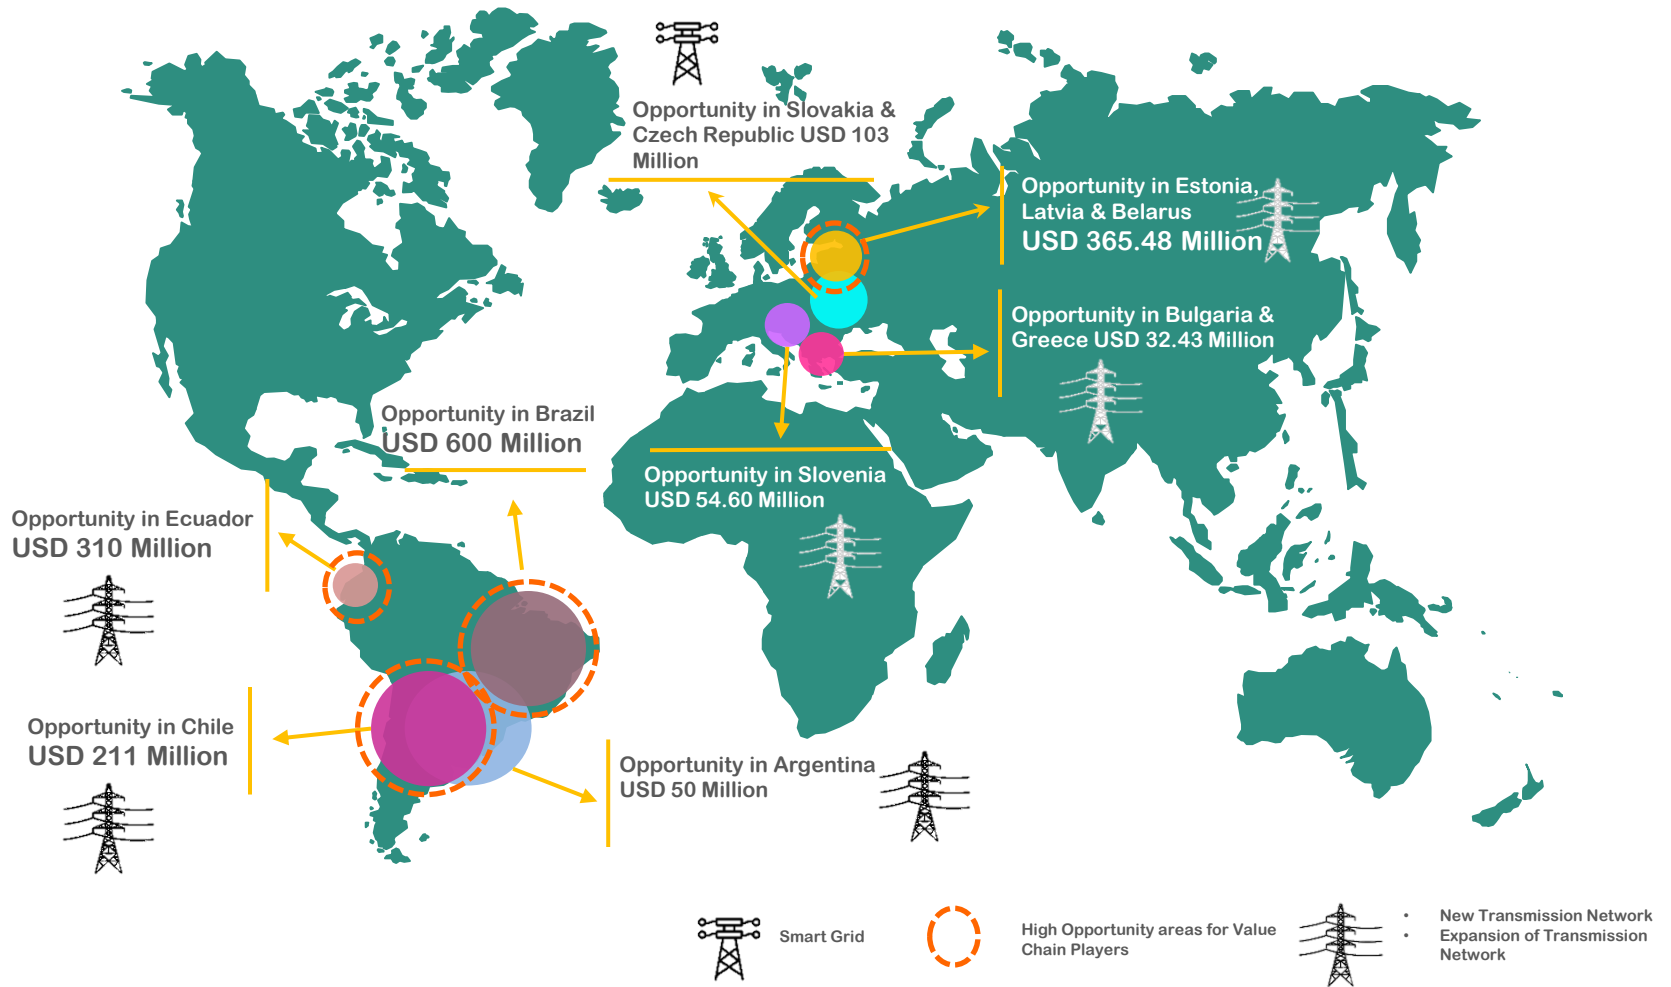 Opportunity in Slovakia &
Czech Republic USD 103
Million
Opportunity in Estonia,
Latvia & Belarus
USD 365.48 Million
Opportunity in Bulgaria &
Greece USD 32.43 Million
Opportunity in Brazil
USD 600 Million
Opportunity in Slovenia
USD 54.60 Million
Opportunity in Ecuador
USD 310 Million
Opportunity in Chile
USD 211 Million
Opportunity in Argentina
USD 50 Million
Smart Grid
High Opportunity areas for Value
Chain Players
• New Transmission Network
• Expansion of Transmission
Network